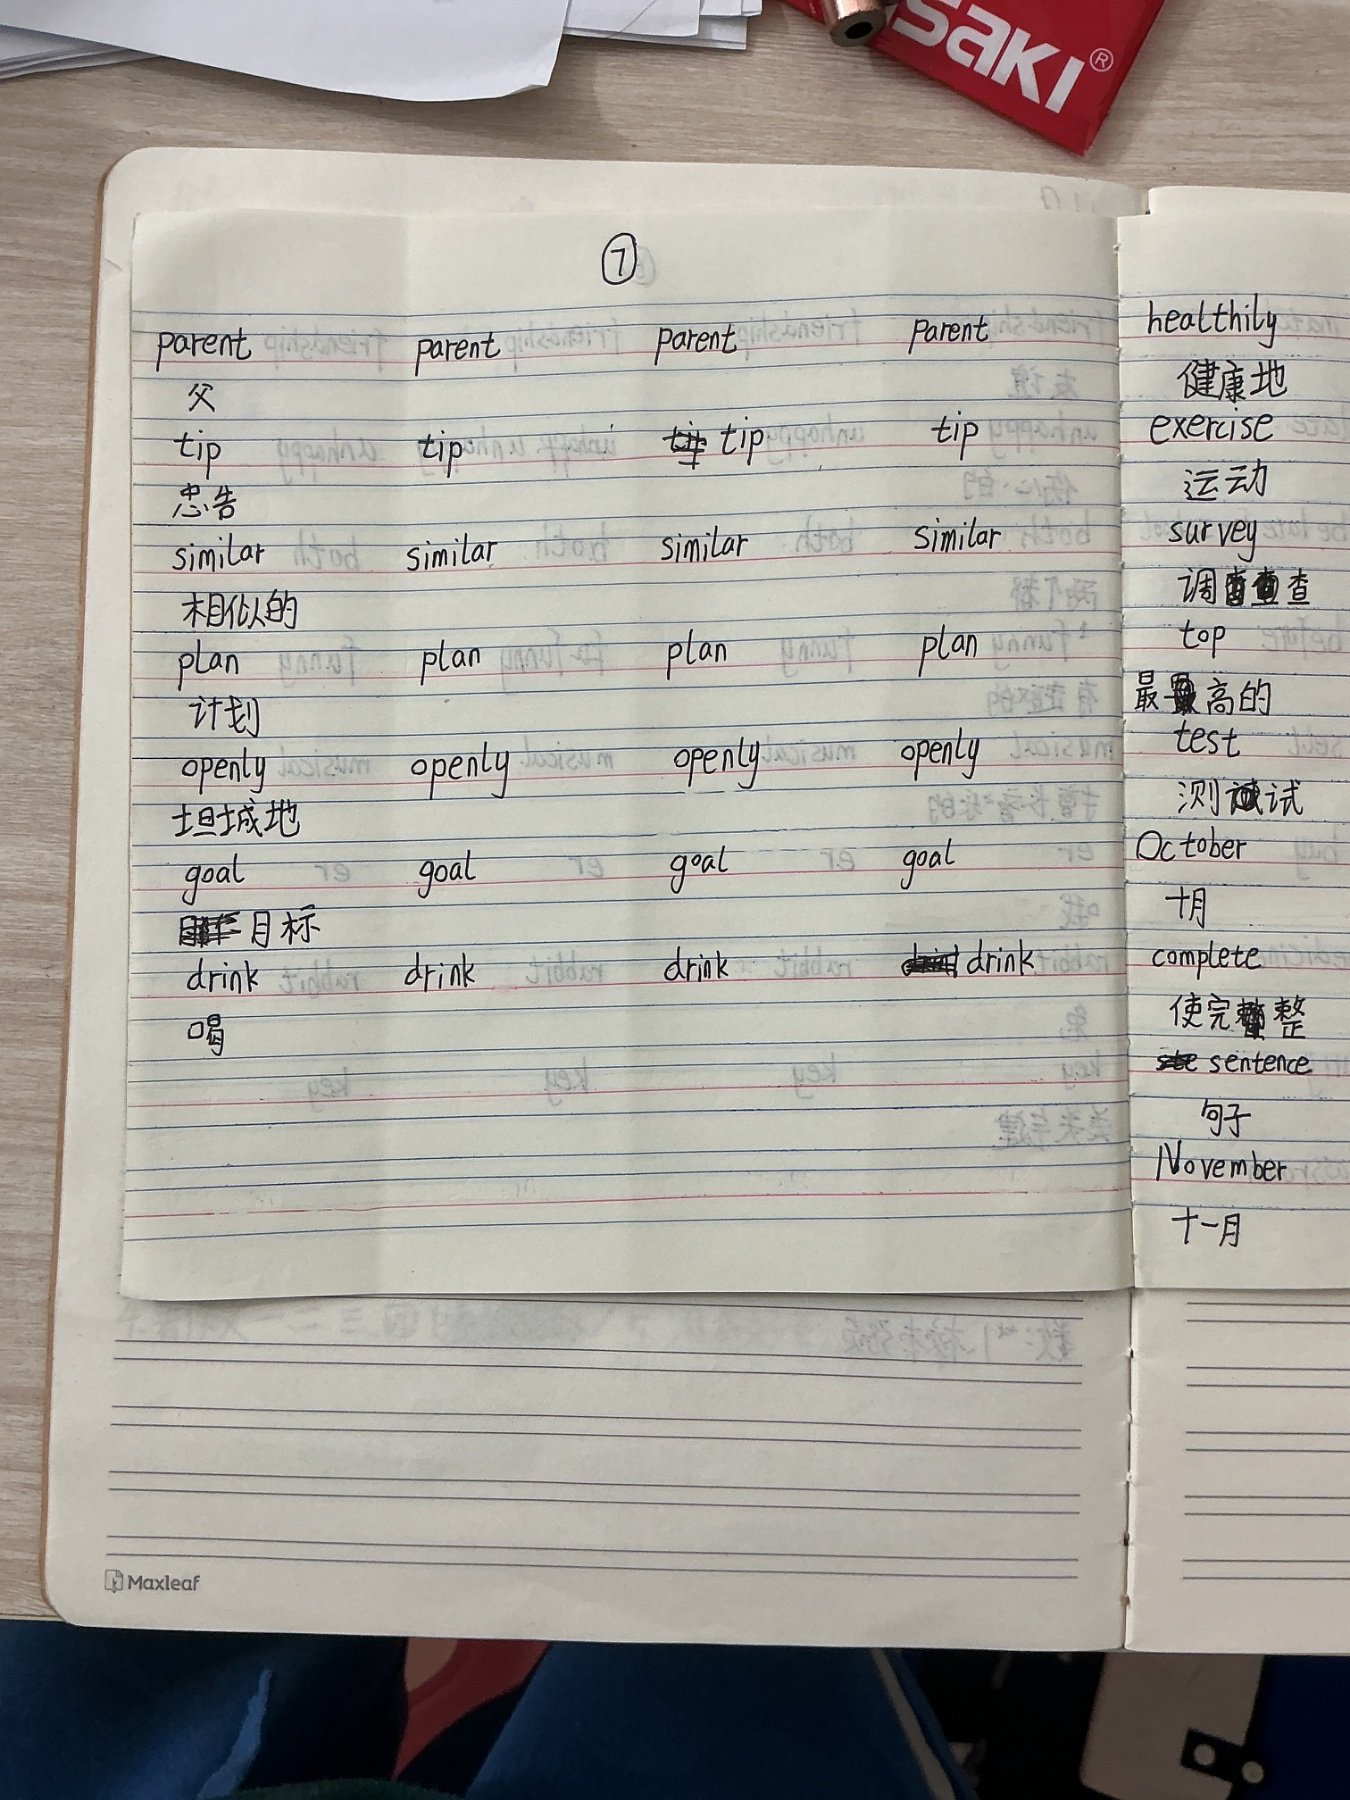 SAKI®
7
parent parent parent parent
父
tip tip tip tip
忠告
similar similar similar similar
相似的
plan plan plan plan
计划
openly openly openly openly
坦城地
goal goal goal goal
目标
drink drink drink drink
喝
healthily
健康地
exercise
运动
survey
调查
top
最高的
test
测试
October
十月
complete
使完整
sentence
句子
November
十一月
Maxleaf